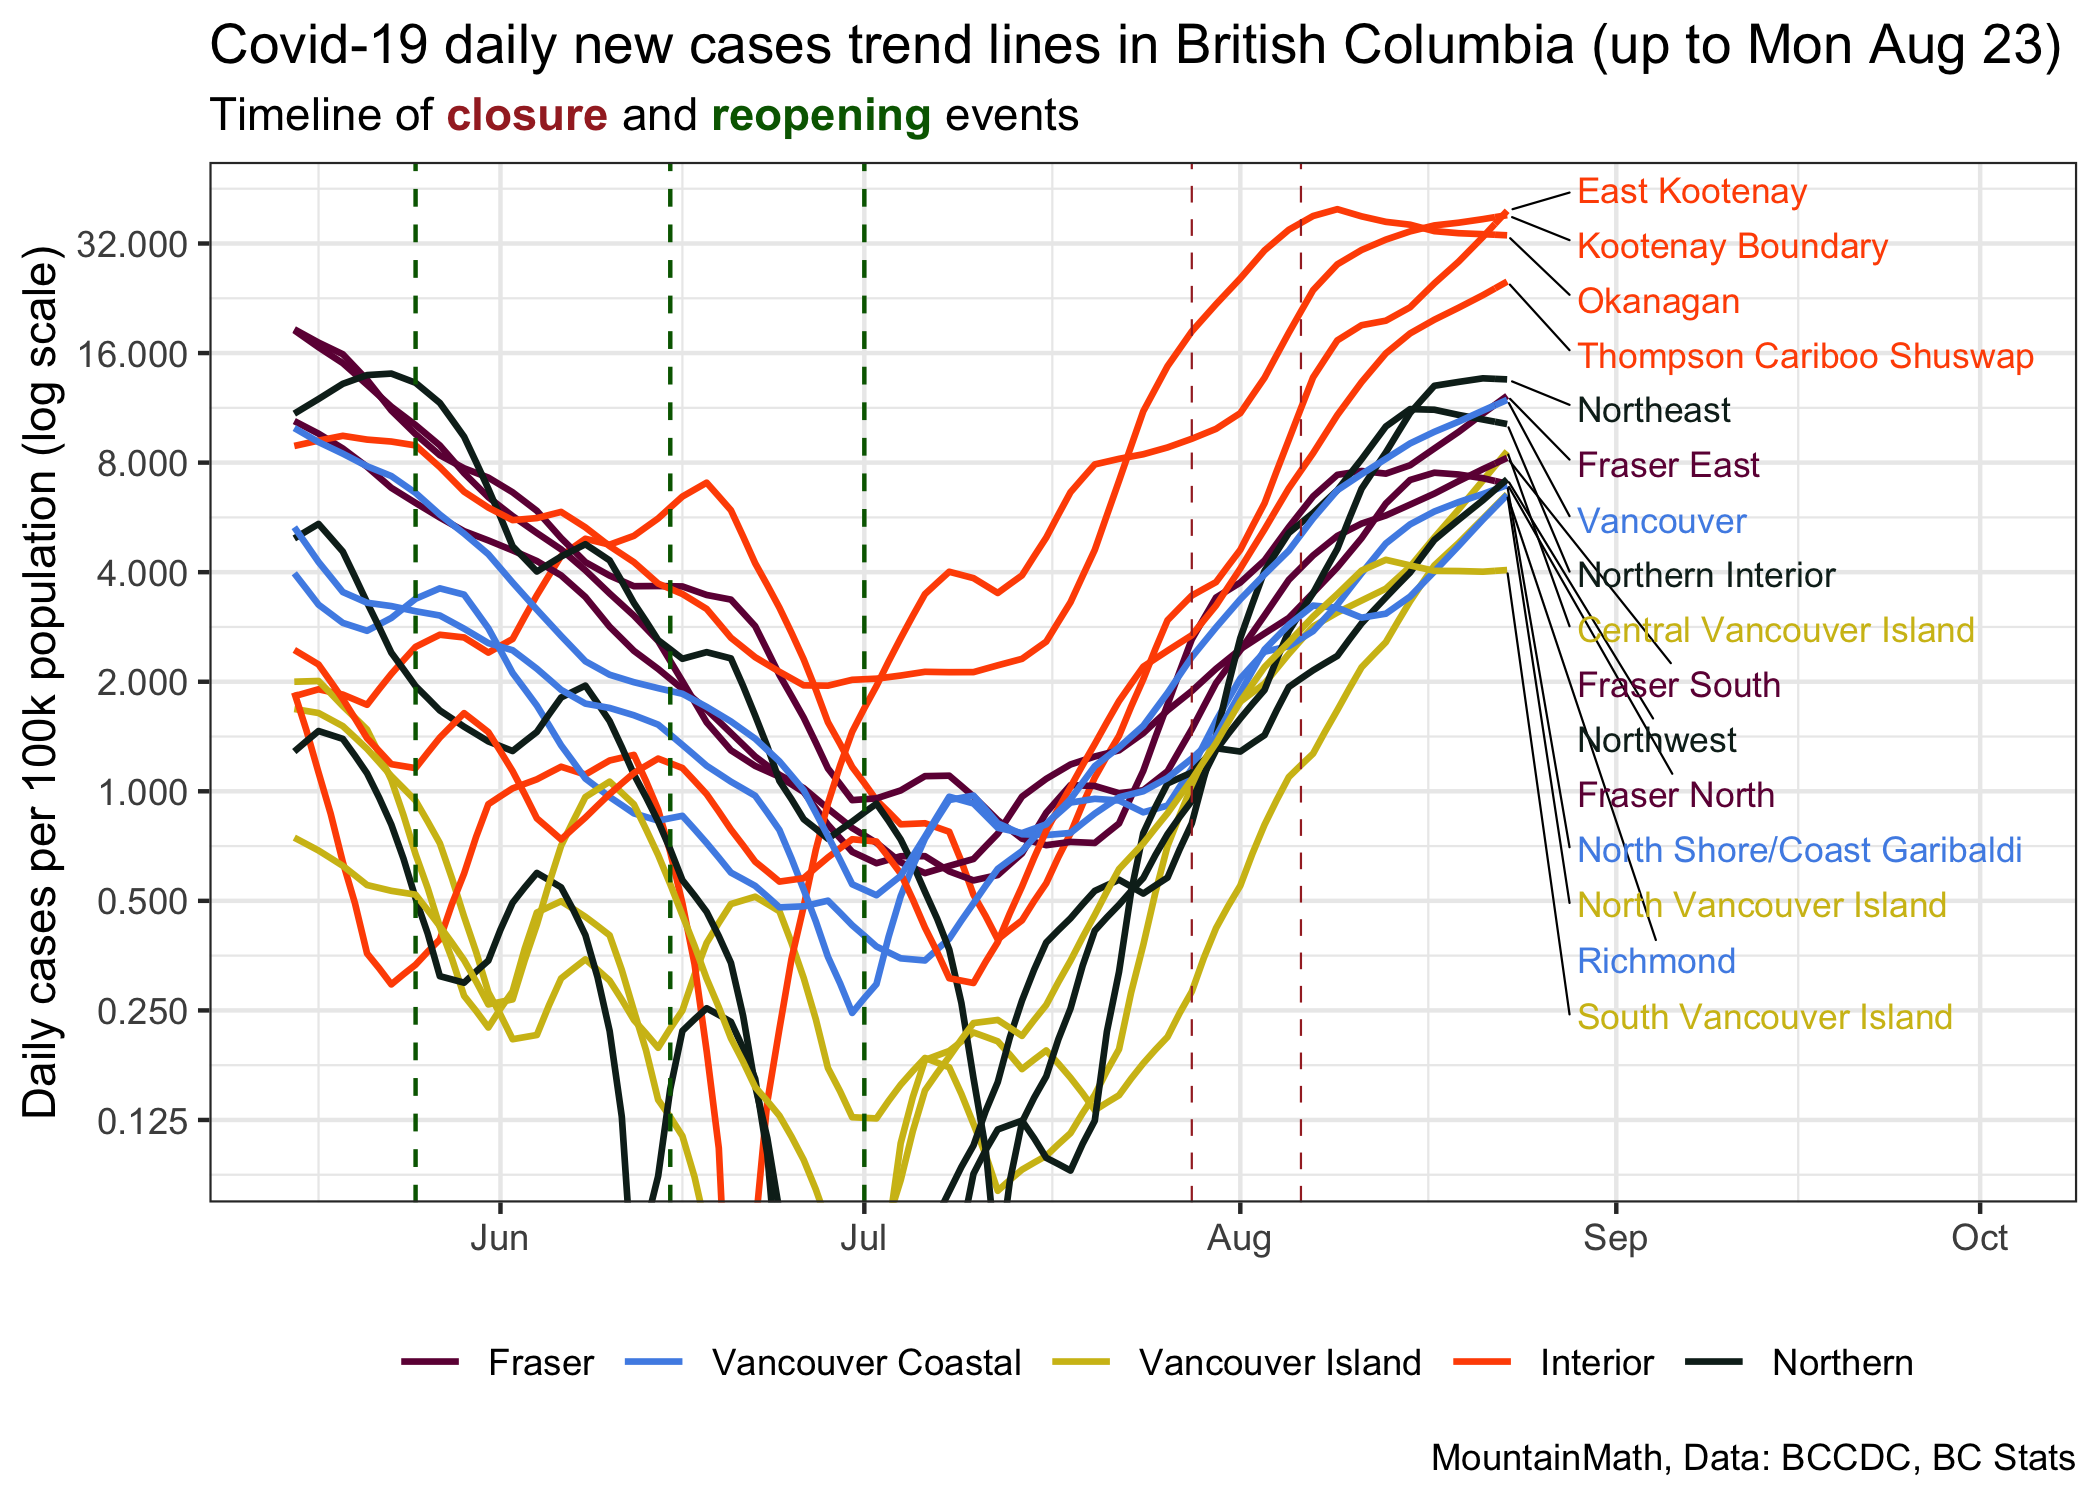 Covid-19 daily new cases trend lines in British Columbia (up to Mon Aug 23)
Timeline of closure and reopening events
Daily cases per 100k population (log scale)
32.000
16.000
8.000
4.000
2.000
1.000
0.500
0.250
0.125
East Kootenay
Kootenay Boundary
Okanagan
Thompson Cariboo Shuswap
Northeast
Fraser East
Vancouver
Northern Interior
Central Vancouver Island
Fraser South
Northwest
Fraser North
North Shore/Coast Garibaldi
North Vancouver Island
Richmond
South Vancouver Island
Jun Jul Aug Sep Oct
Fraser Vancouver Coastal Vancouver Island Interior Northern
MountainMath, Data: BCCDC, BC Stats